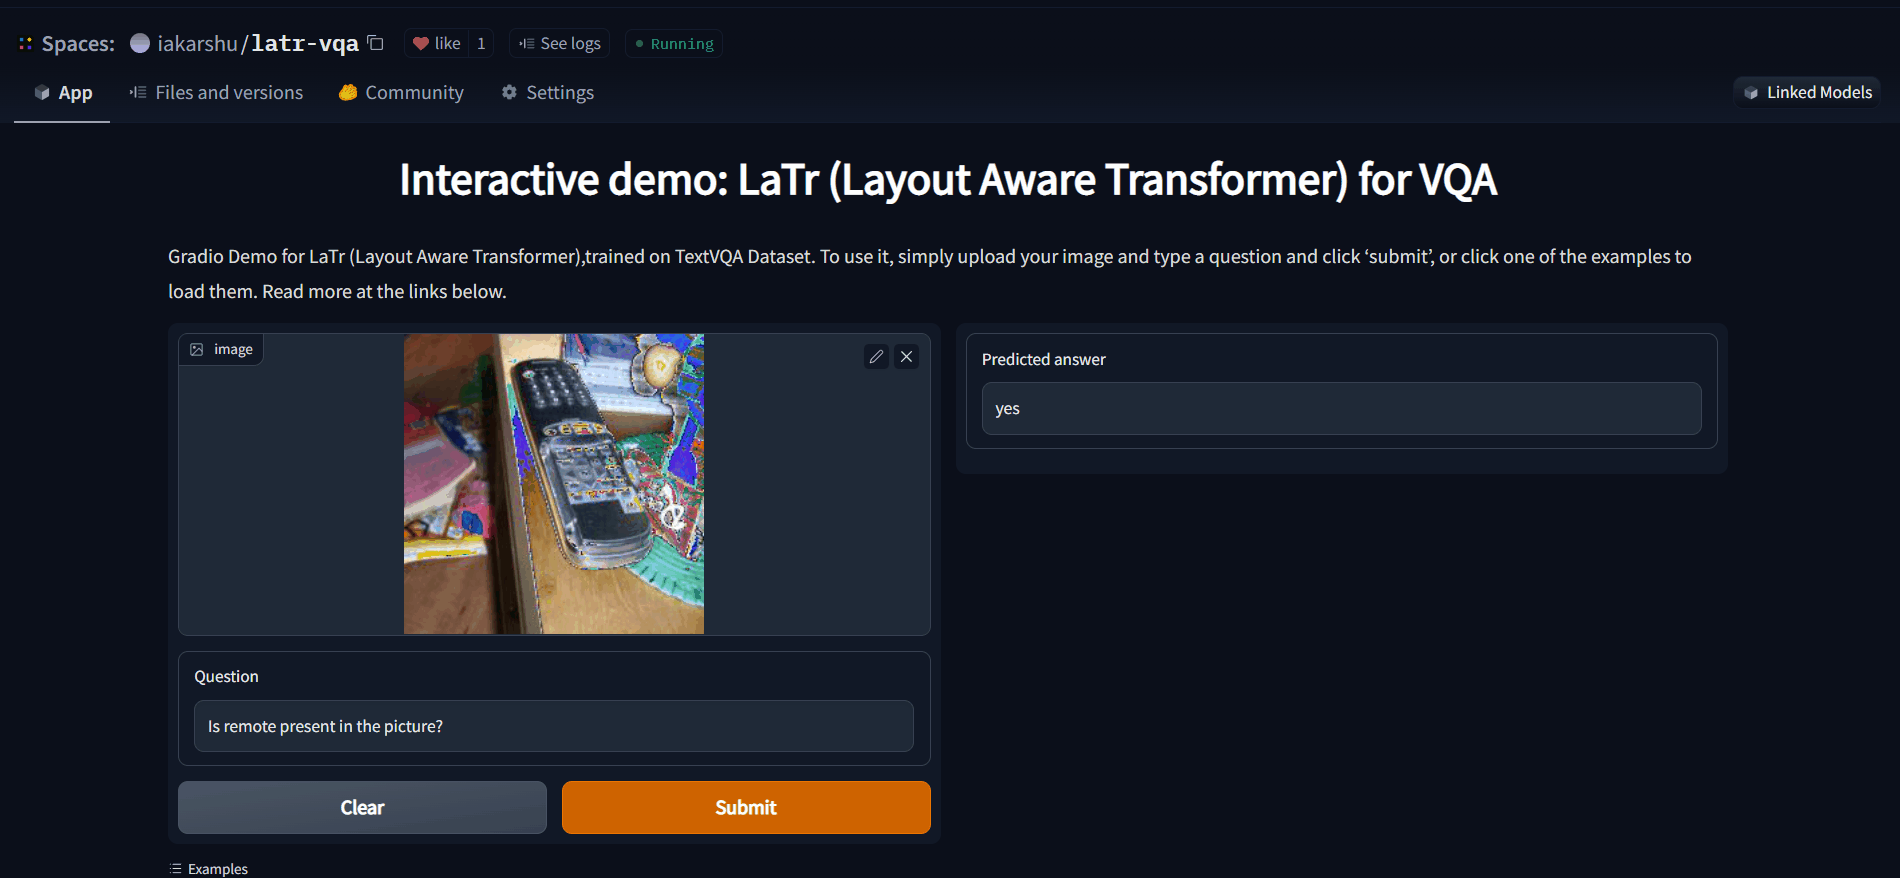 Spaces: iakarshu/latr-vqa like 1 See logs Running
App Files and versions Community Settings Linked Models
Interactive demo: LaTr (Layout Aware Transformer) for VQA
Gradio Demo for LaTr (Layout Aware Transformer),trained on TextVQA Dataset. To use it, simply upload your image and type a question and click ‘submit’, or click one of the examples to
load them. Read more at the links below.
image
Predicted answer
yes
Question
Is remote present in the picture?
Clear Submit
Examples